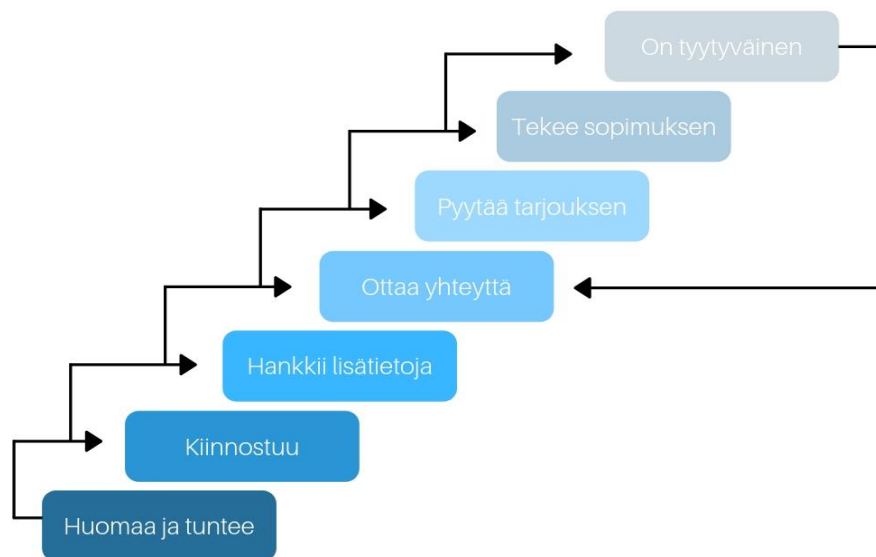 On tyytyväinen
Tekee sopimuksen
Pyytää tarjouksen
Ottaa yhteyttä
Hankkii lisätietoja
Kiinnostuu
Huomaa ja tuntee